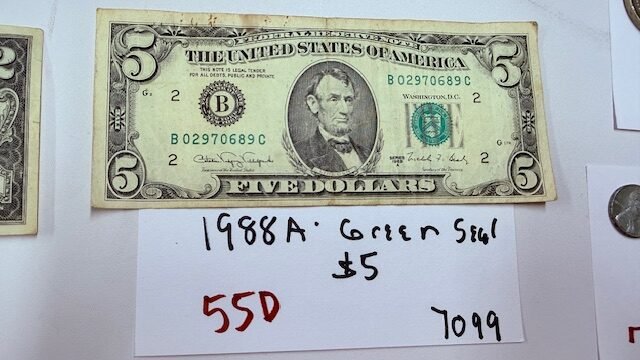 FEDERAL RESERVE NOTE
THE UNITED STATES OF AMERICA
THIS NOTE IS LEGAL TENDER
FOR ALL DEBTS, PUBLIC AND PRIVATE
5
5
B 02970689 C
WASHINGTON, D.C.
2
2
B
B 02970689 C
2
2
SERIES
1988
A
5
5
FIVE DOLLARS
1988A· Green Seal
$5
55D
7099
2